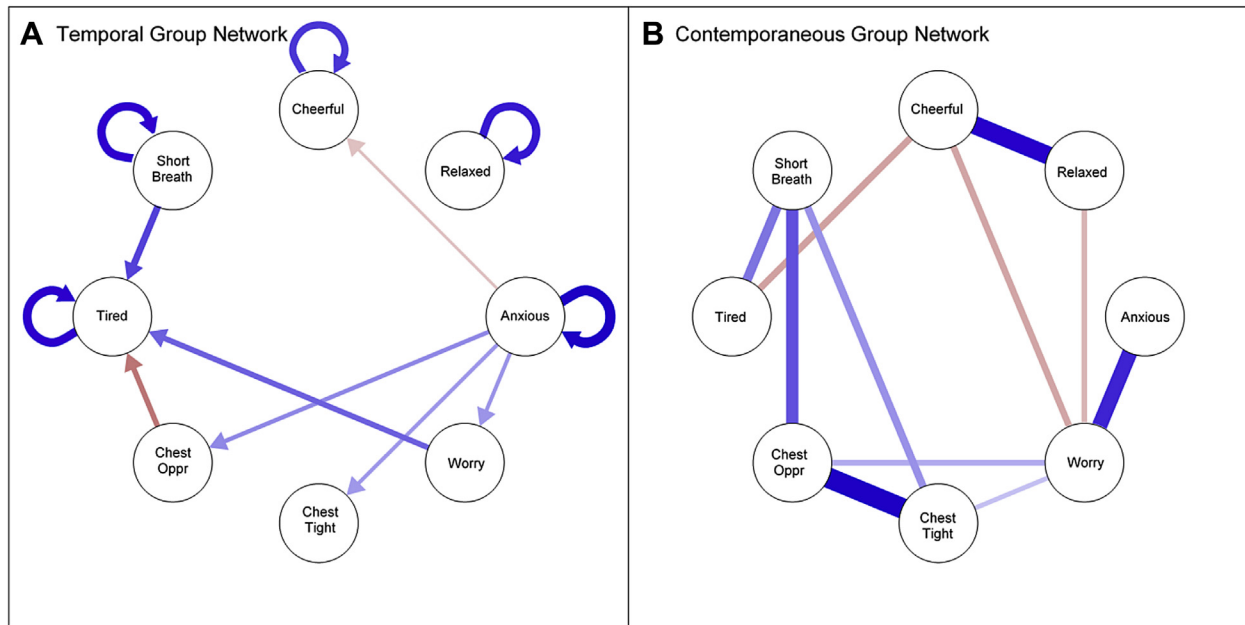 A Temporal Group Network
Cheerful
Short
Breath
Relaxed
Tired
Anxious
Chest
Oppr
Worry
Chest
Tight
B Contemporaneous Group Network
Cheerful
Short
Breath
Relaxed
Tired
Anxious
Chest
Oppr
Worry
Chest
Tight